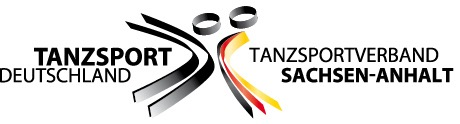 TANZSPORT
DEUTSCHLAND
TANZSPORTVERBAND
SACHSEN-ANHALT